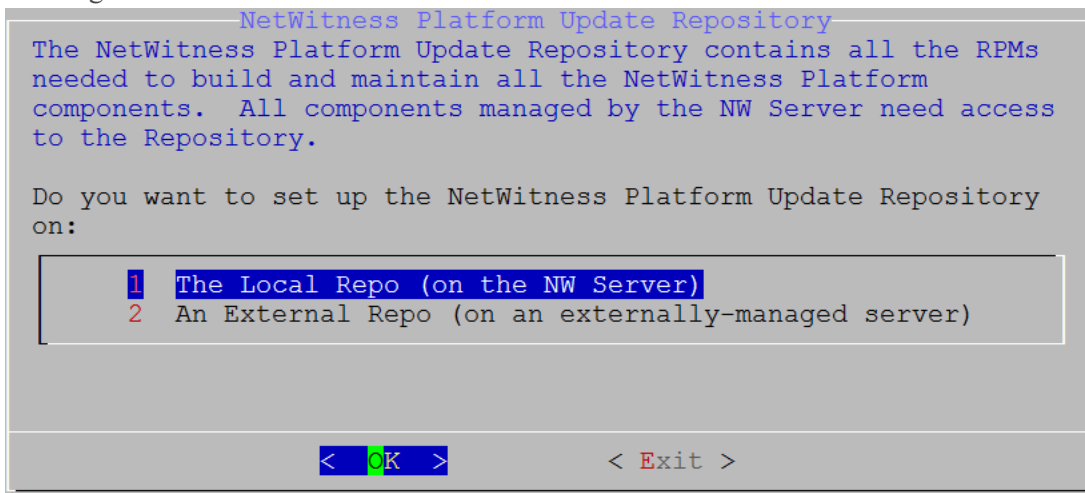 NetWitness Platform Update Repository
The NetWitness Platform Update Repository contains all the RPMs
needed to build and maintain all the NetWitness Platform
components.  All components managed by the NW Server need access
to the Repository.
Do you want to set up the NetWitness Platform Update Repository
on:
1 The Local Repo (on the NW Server)
2 An External Repo (on an externally-managed server)
< OK > < Exit >